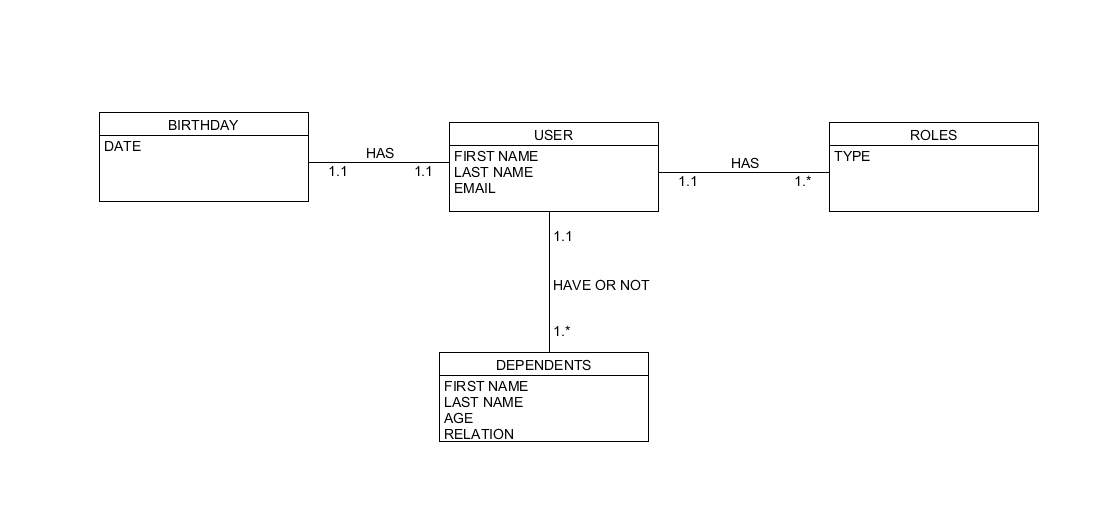 BIRTHDAY
DATE
HAS
1.1
1.1
USER
FIRST NAME
LAST NAME
EMAIL
HAS
1.1
1.*
ROLES
TYPE
1.1
HAVE OR NOT
1.*
DEPENDENTS
FIRST NAME
LAST NAME
AGE
RELATION